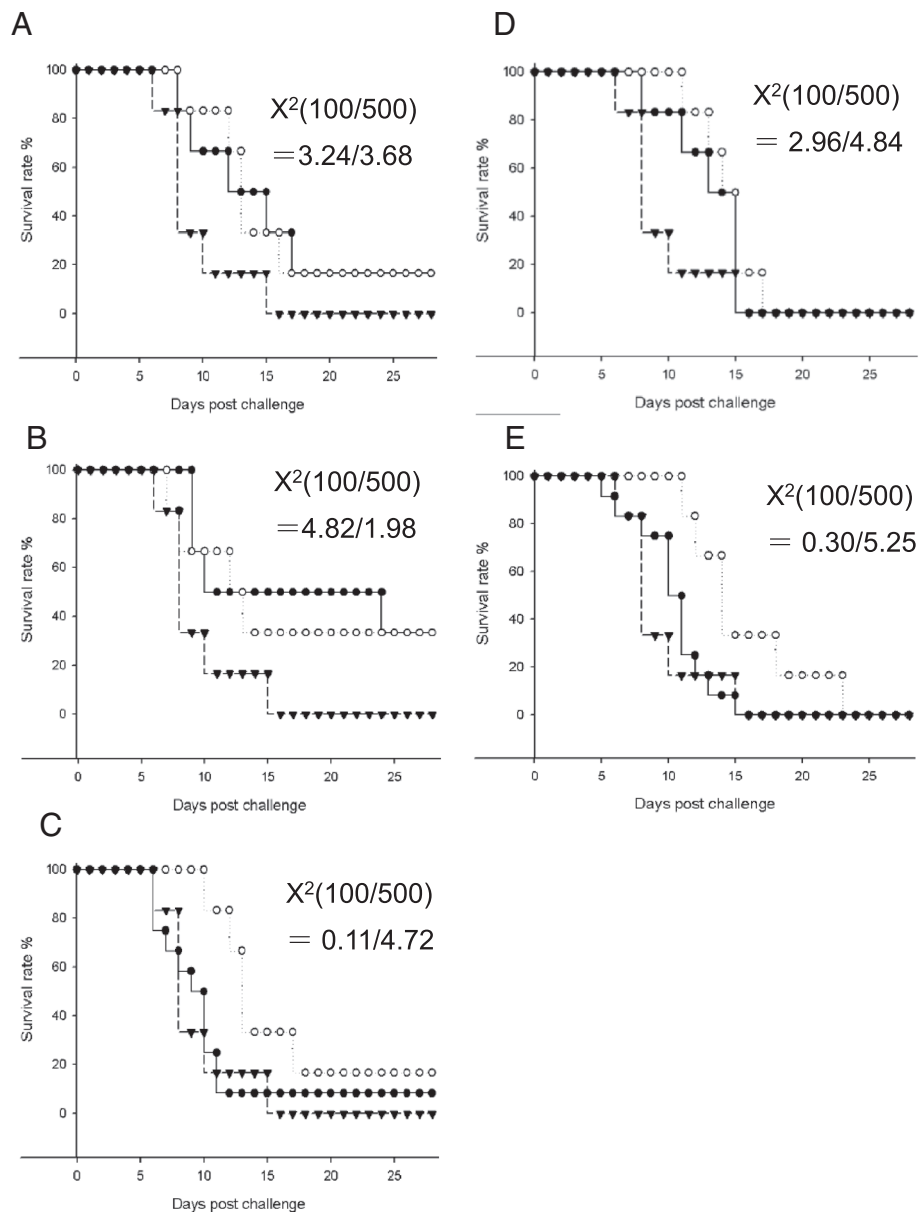 A
X²(100/500)
=3.24/3.68
Survival rate %
100
80
60
40
20
0
0 5 10 15 20 25
Days post challenge
B
X²(100/500)
=4.82/1.98
Survival rate %
100
80
60
40
20
0
0 5 10 15 20 25
Days post challenge
C
X²(100/500)
= 0.11/4.72
Survival rate %
100
80
60
40
20
0
0 5 10 15 20 25
Days post challenge
D
X²(100/500)
= 2.96/4.84
Survival rate %
100
80
60
40
20
0
0 5 10 15 20 25
Days post challenge
E
X²(100/500)
= 0.30/5.25
Survival rate %
100
80
60
40
20
0
0 5 10 15 20 25
Days post challenge